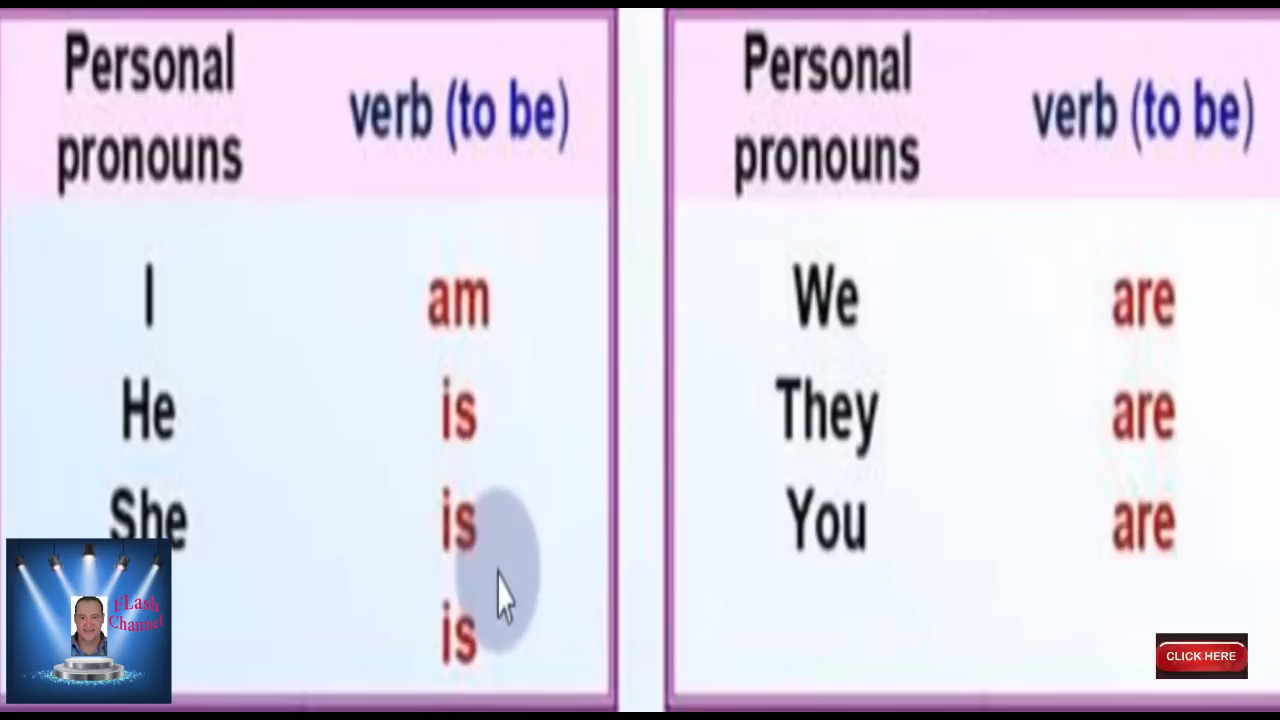 Personal
pronouns
verb (to be)
I am
He is
She is
is
Personal
pronouns
verb (to be)
We are
They are
You are
FLash
Channel
CLICK HERE